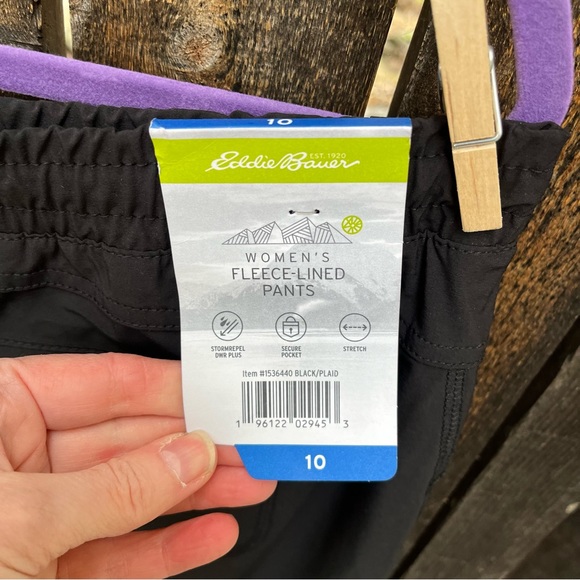 10
Eddie Bauer
EST. 1920
WOMEN'S
FLEECE-LINED
PANTS
STORMREPEL
DWR PLUS
SECURE
POCKET
STRETCH
Item #1536440 BLACK/PLAID
1 96122 02945 3
10